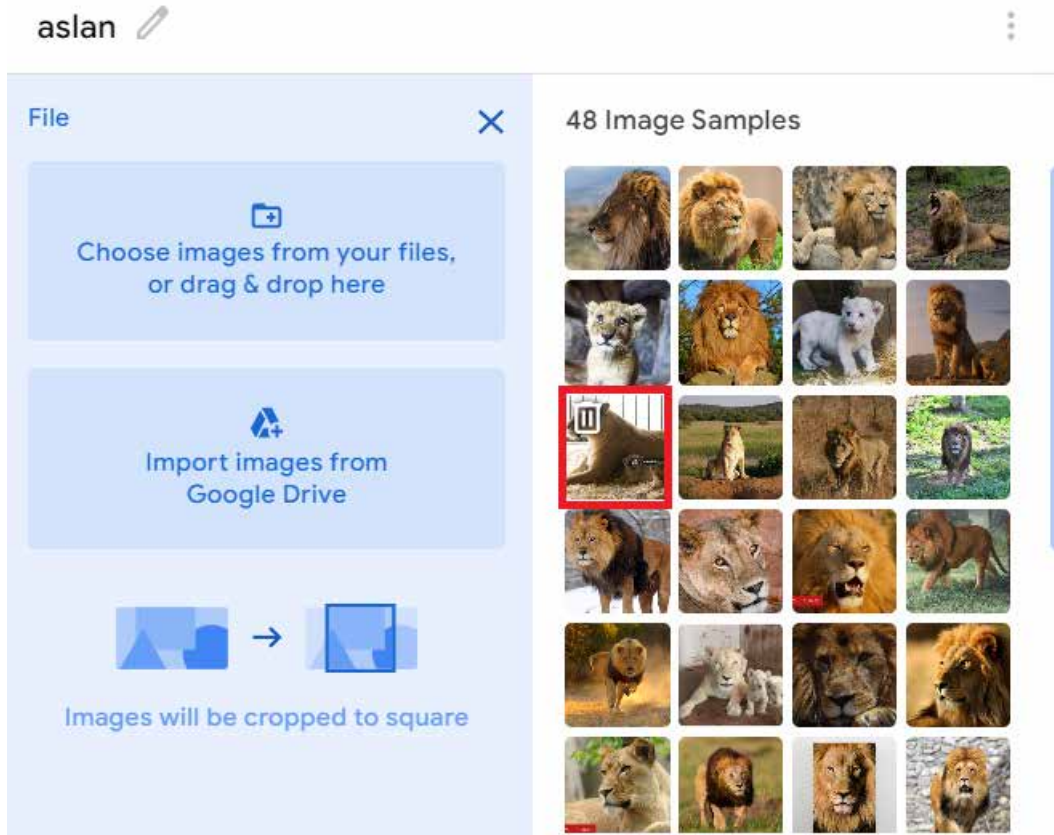 aslan
File
48 Image Samples
Choose images from your files,
or drag & drop here
Import images from
Google Drive
Images will be cropped to square